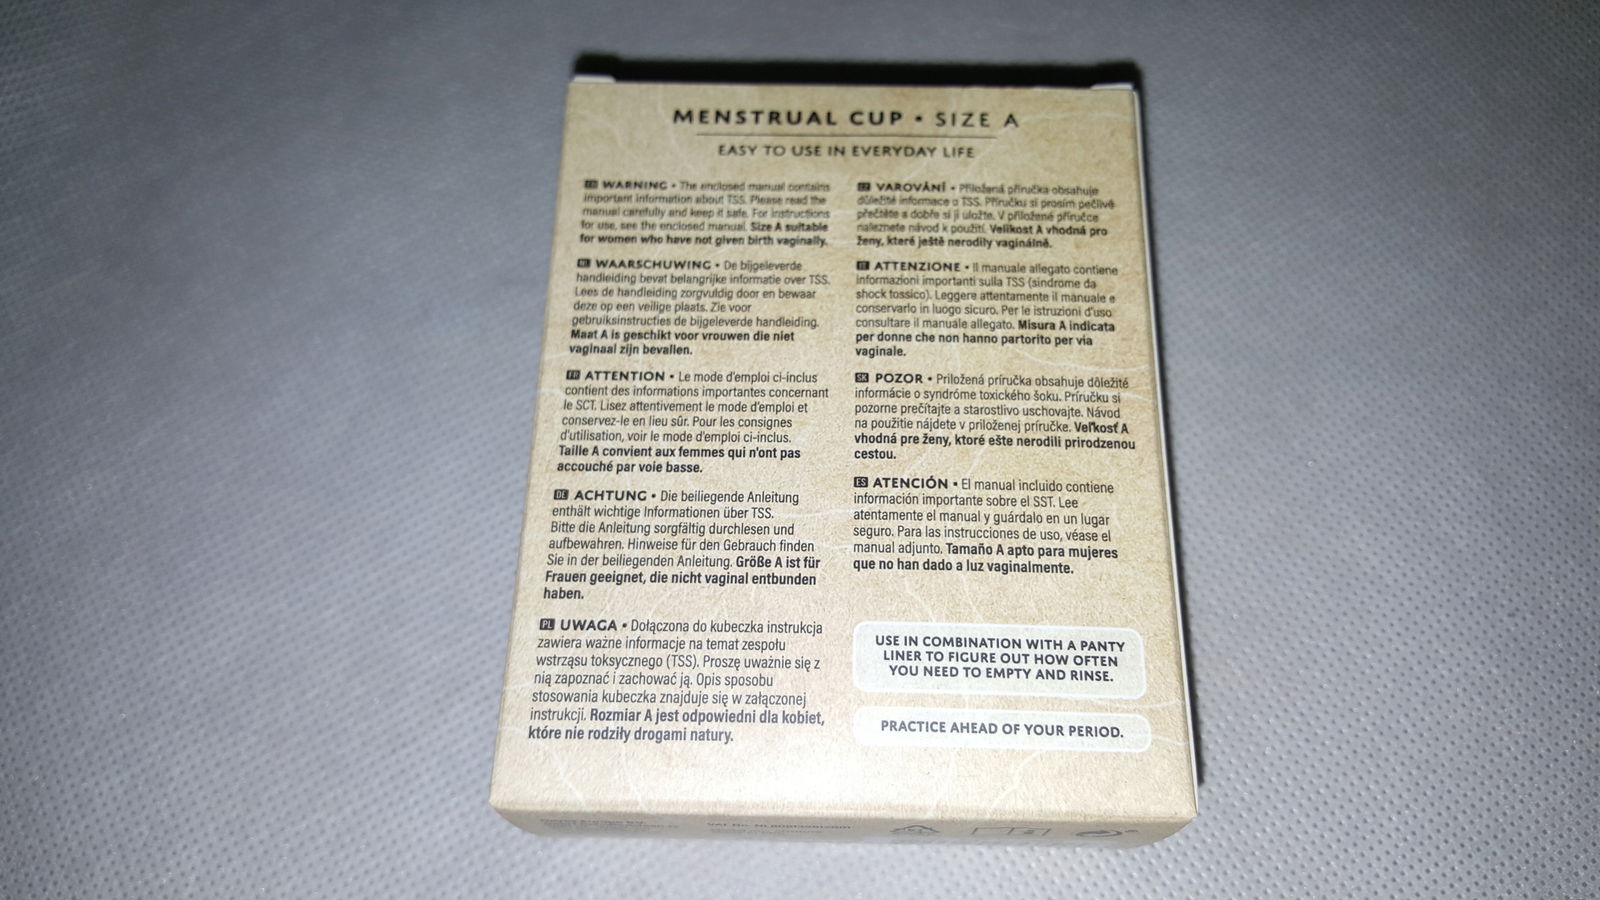 MENSTRUAL CUP • SIZE A
EASY TO USE IN EVERYDAY LIFE
EN WARNING • The enclosed manual contains
important information about TSS. Please read the
manual carefully and keep it safe. For instructions
for use, see the enclosed manual. Size A suitable
for women who have not given birth vaginally.
NL WAARSCHUWING • De bijgeleverde
handleiding bevat belangrijke informatie over TSS.
Lees de handleiding zorgvuldig door en bewaar
deze op een veilige plaats. Zie voor
gebruiksinstructies de bijgeleverde handleiding.
Maat A is geschikt voor vrouwen die niet
vaginaal zijn bevallen.
FR ATTENTION • Le mode d'emploi ci-inclus
contient des informations importantes concernant
le SCT. Lisez attentivement le mode d'emploi et
conservez-le en lieu sûr. Pour les consignes
d'utilisation, voir le mode d'emploi ci-inclus.
Taille A convient aux femmes qui n'ont pas
accouché par voie basse.
DE ACHTUNG • Die beiliegende Anleitung
enthält wichtige Informationen über TSS.
Bitte die Anleitung sorgfältig durchlesen und
aufbewahren. Hinweise für den Gebrauch finden
Sie in der beiliegenden Anleitung. Größe A ist für
Frauen geeignet, die nicht vaginal entbunden
haben.
PL UWAGA • Dołączona do kubeczka instrukcja
zawiera ważne informacje na temat zespołu
wstrząsu toksycznego (TSS). Proszę uważnie się z
nią zapoznać i zachować ją. Opis sposobu
stosowania kubeczka znajduje się w załączonej
instrukcji. Rozmiar A jest odpowiedni dla kobiet,
które nie rodziły drogami natury.
CZ VAROVÁNÍ • Přiložená příručka obsahuje
důležité informace o TSS. Příručku si prosím pečlivě
přečtěte a dobře si ji uložte. V přiložené příručce
naleznete návod k použití. Velikost A vhodná pro
ženy, které ještě nerodily vaginálně.
IT ATTENZIONE • Il manuale allegato contiene
informazioni importanti sulla TSS (sindrome da
shock tossico). Leggere attentamente il manuale e
conservarlo in luogo sicuro. Per le istruzioni d'uso
consultare il manuale allegato. Misura A indicata
per donne che non hanno partorito per via
vaginale.
SK POZOR • Priložená príručka obsahuje dôležité
informácie o syndróme toxického šoku. Príručku si
pozorne prečítajte a starostlivo uschovajte. Návod
na použitie nájdete v priloženej príručke. Veľkosť A
vhodná pre ženy, ktoré ešte nerodili prirodzenou
cestou.
ES ATENCIÓN • El manual incluido contiene
información importante sobre el SST. Lee
atentamente el manual y guárdalo en un lugar
seguro. Para las instrucciones de uso, véase el
manual adjunto. Tamaño A apto para mujeres
que no han dado a luz vaginalmente.
USE IN COMBINATION WITH A PANTY
LINER TO FIGURE OUT HOW OFTEN
YOU NEED TO EMPTY AND RINSE.
PRACTICE AHEAD OF YOUR PERIOD.